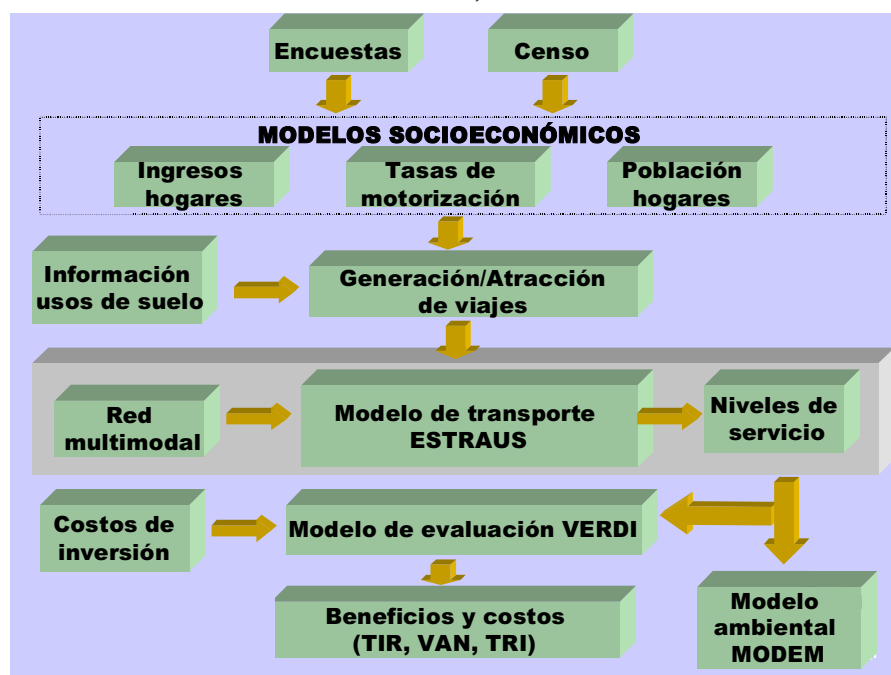 Encuestas
Censo
MODELOS SOCIOECONÓMICOS
Ingresos
hogares
Tasas de
motorización
Población
hogares
Información
usos de suelo
Generación/Atracción
de viajes
Red
multimodal
Modelo de transporte
ESTRAUS
Niveles de
servicio
Costos de
inversión
Modelo de evaluación VERDI
Beneficios y costos
(TIR, VAN, TRI)
Modelo
ambiental
MODEM